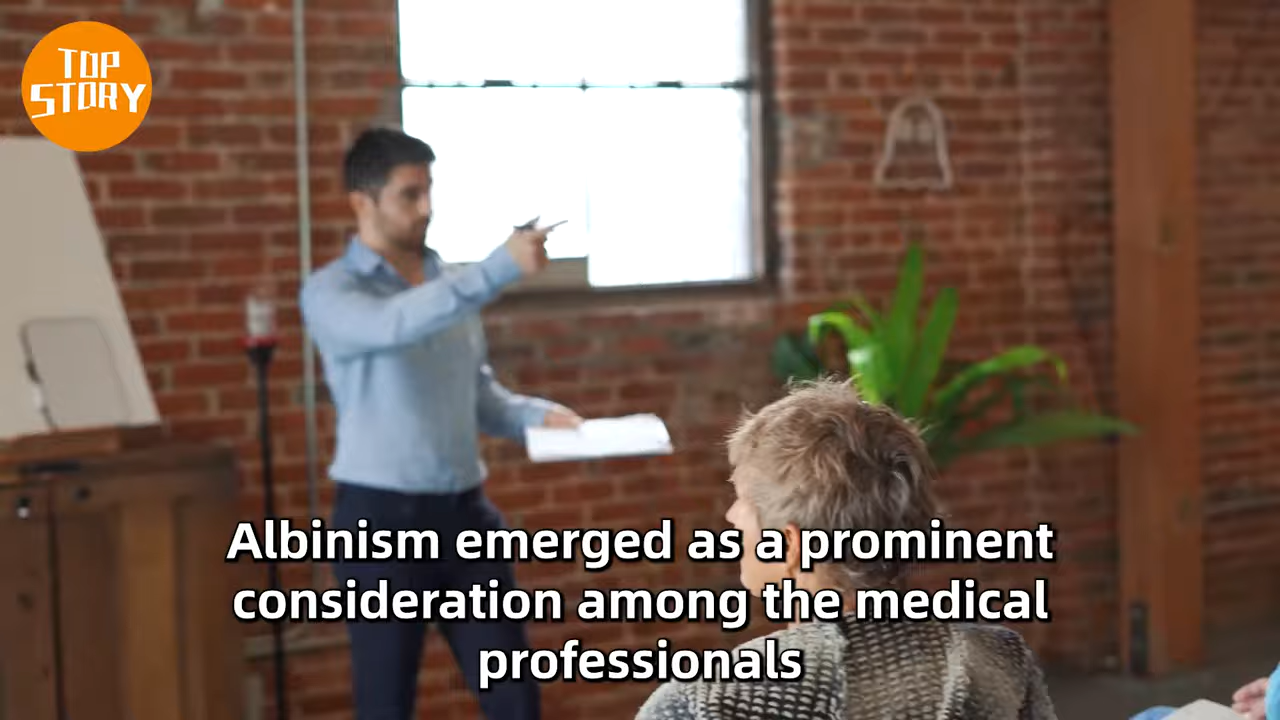 TOP
STORY
Albinism emerged as a prominent
consideration among the medical
professionals